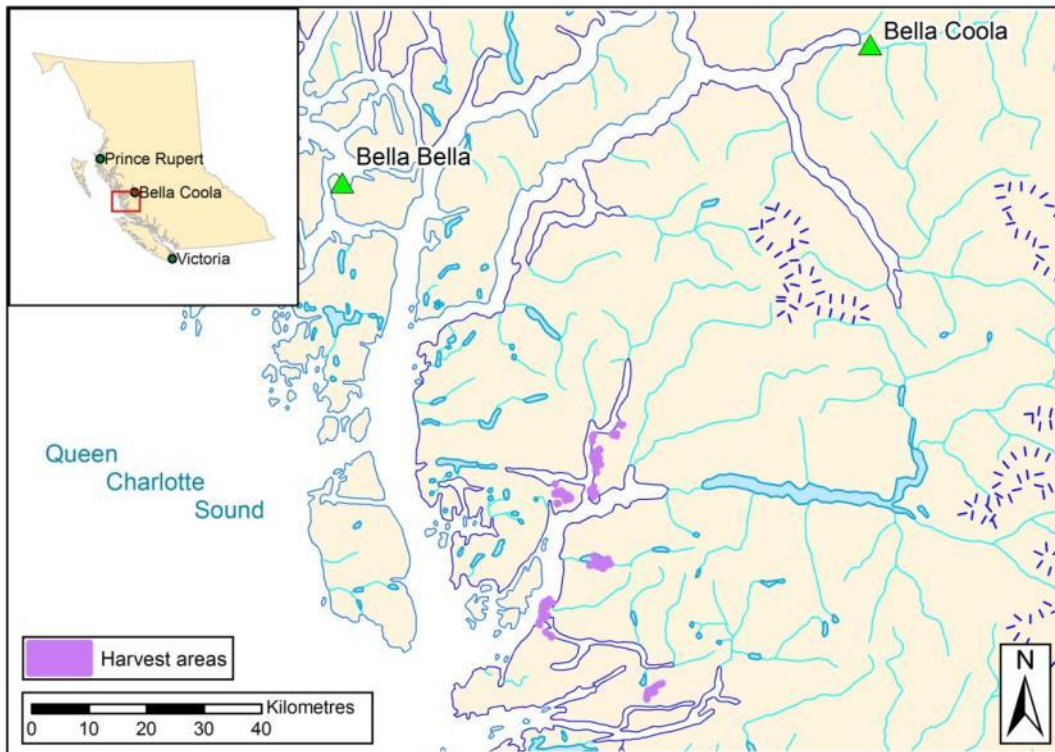 Prince Rupert
Bella Coola
Victoria
Bella Coola
Bella Bella
Queen
Charlotte
Sound
Harvest areas
Kilometres
0 10 20 30 40
N